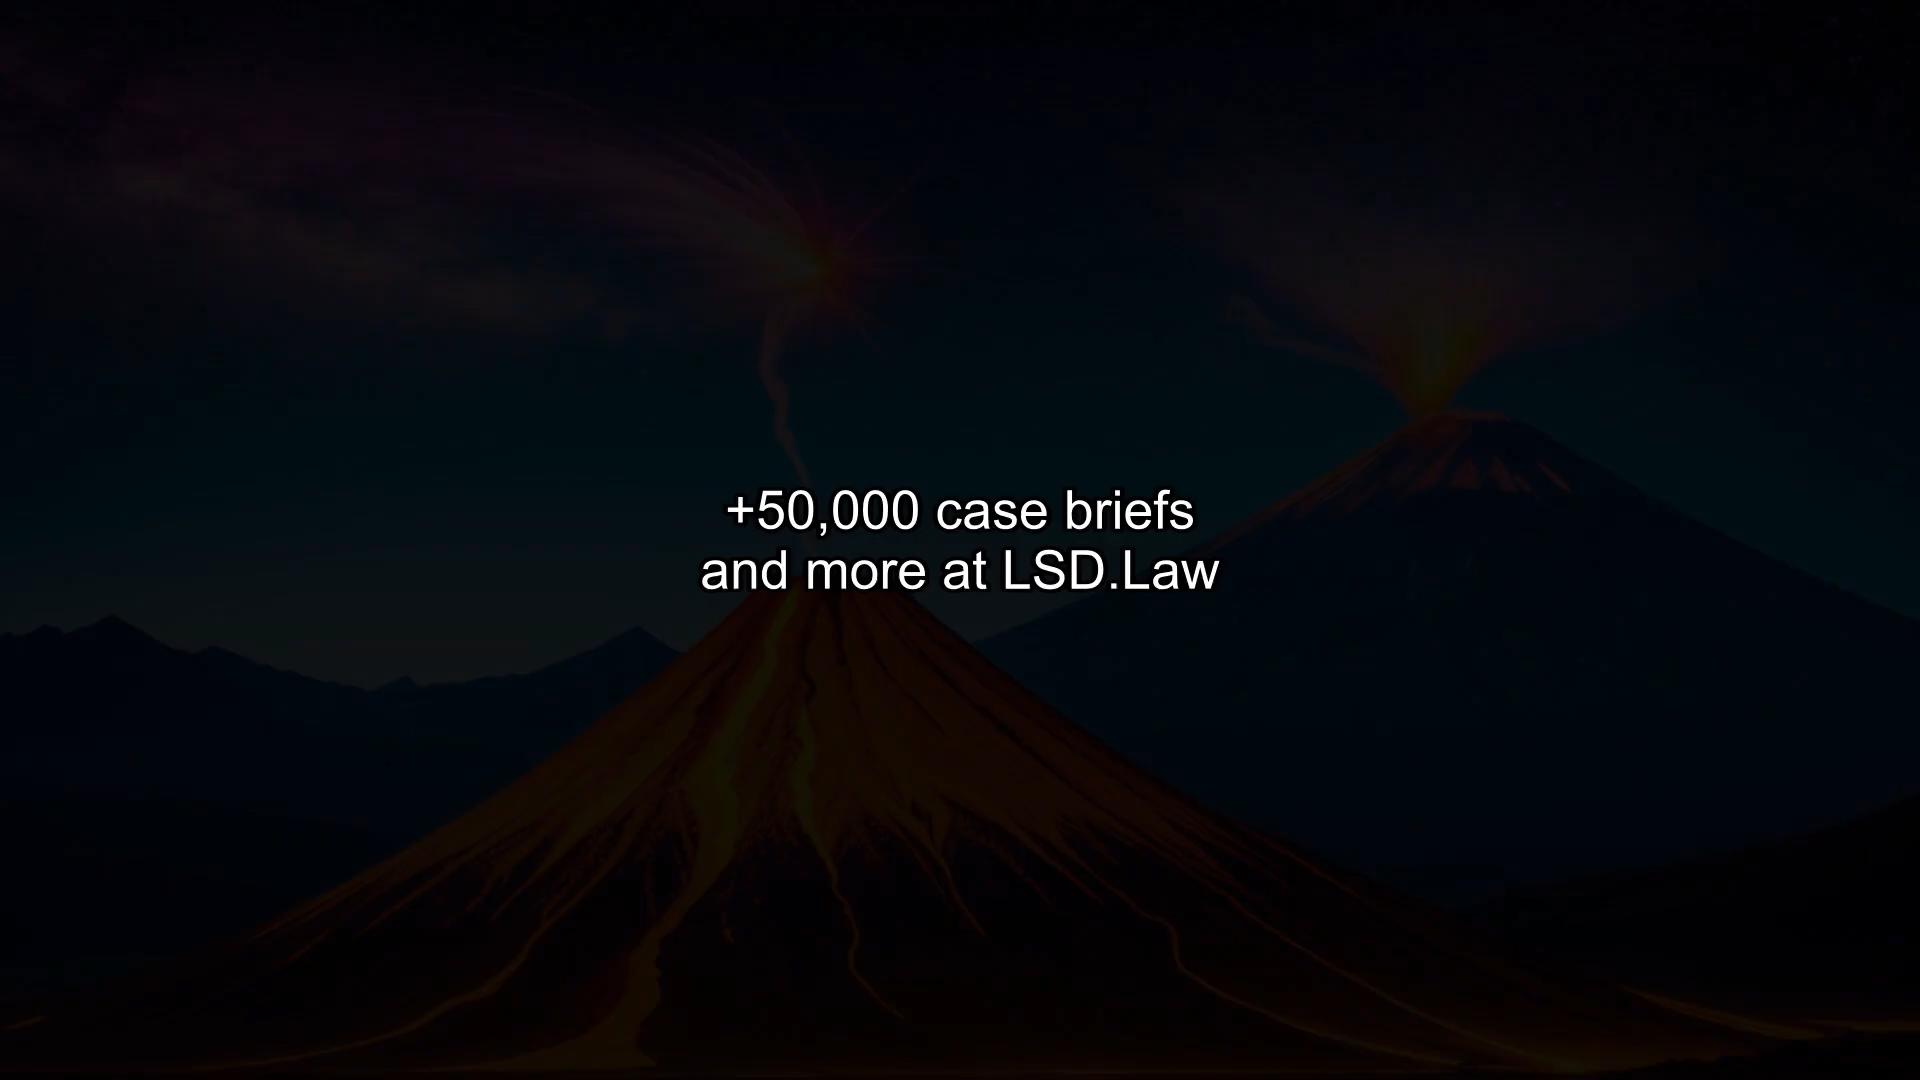 +50,000 case briefs
and more at LSD.Law